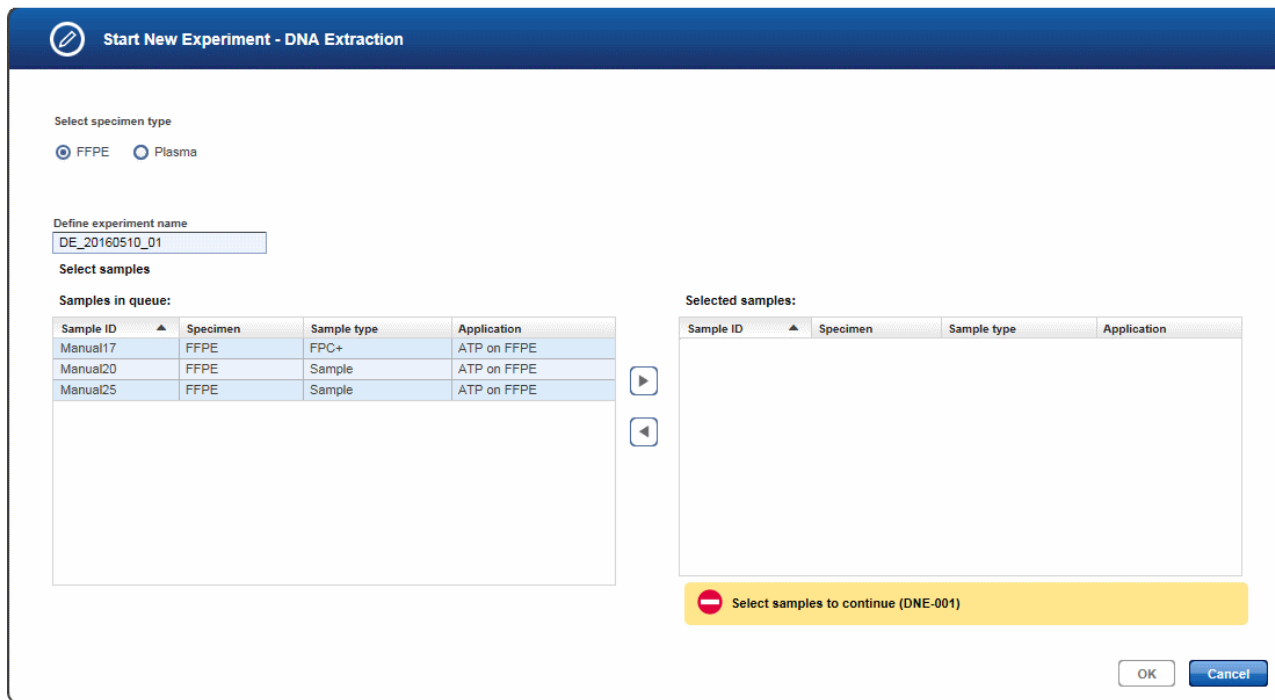 Start New Experiment - DNA Extraction
Select specimen type
FFPE Plasma
Define experiment name
DE_20160510_01
Select samples
Samples in queue:
Sample ID Specimen Sample type Application
Manual17 FFPE FPC+ ATP on FFPE
Manual20 FFPE Sample ATP on FFPE
Manual25 FFPE Sample ATP on FFPE
Selected samples:
Sample ID Specimen Sample type Application
Select samples to continue (DNE-001)
OK Cancel